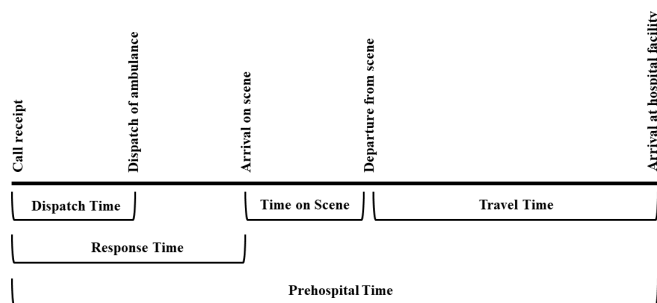 Call receipt
Dispatch of ambulance
Arrival on scene
Departure from scene
Arrival at hospital facility
Dispatch Time
Time on Scene
Travel Time
Response Time
Prehospital Time